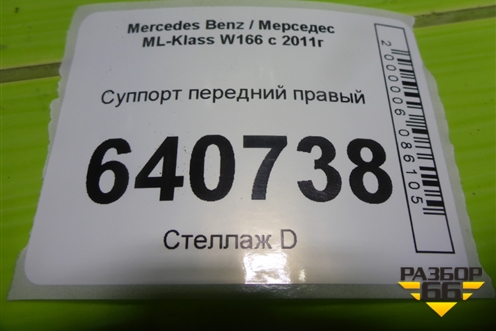 Mercedes Benz / Мерседес
ML-Klass W166 с 2011г
Суппорт передний правый
640738
Стеллаж D
2000006086105
РАЗБОР
66